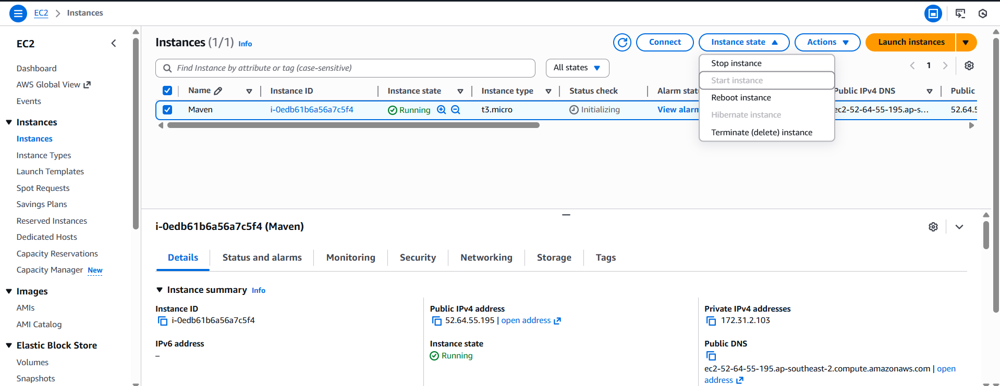 EC2 > Instances
EC2
Dashboard
AWS Global View
Events
Instances
Instances
Instance Types
Launch Templates
Spot Requests
Savings Plans
Reserved Instances
Dedicated Hosts
Capacity Reservations
Capacity Manager New
Images
AMIs
AMI Catalog
Elastic Block Store
Volumes
Snapshots
Instances (1/1) Info
Connect
Instance state
Actions
Launch instances
Find Instance by attribute or tag (case-sensitive)
All states
1
Stop instance
Start instance
Reboot instance
Hibernate instance
Terminate (delete) instance
Name Instance ID Instance state Instance type Status check Alarm stat Public IPv4 DNS Public
Maven i-0edb61b6a56a7c5f4 Running t3.micro Initializing View alarm ec2-52-64-55-195.ap-s... 52.64.5
i-0edb61b6a56a7c5f4 (Maven)
Details Status and alarms Monitoring Security Networking Storage Tags
Instance summary Info
Instance ID
i-0edb61b6a56a7c5f4
Public IPv4 address
52.64.55.195 | open address
Private IPv4 addresses
172.31.2.103
IPv6 address
–
Instance state
Running
Public DNS
ec2-52-64-55-195.ap-southeast-2.compute.amazonaws.com | open
address